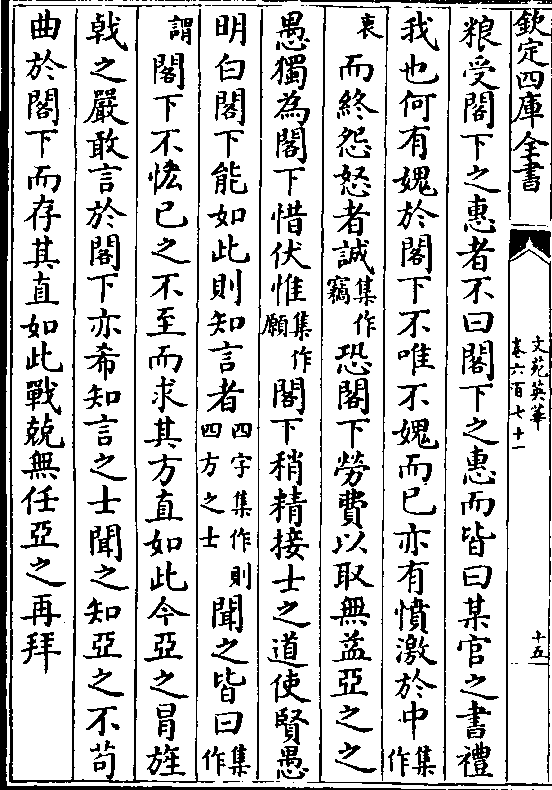 欽定四庫全書
文苑英華
卷六百七十一
十五
粮受閣下之惠者不曰閣下之惠而皆曰某官之書禮
我也何有媿於閣下不唯不媿而已亦有憤激於中集作
衷而終怨怒者誠集作竊恐閣下勞費以取無益亞之之
愚獨為閣下惜伏惟集作願閣下稍精接士之道使賢愚
明白閣下能如此則知言者四字集作則四方之士聞之皆曰集作
謂閣下不恡已之不至而求其方直如此今亞之冐旌
㦸之嚴敢言於閣下亦希知言之士聞之知亞之不苟
曲於閣下而存其直如此戰兢無任亞之再拜